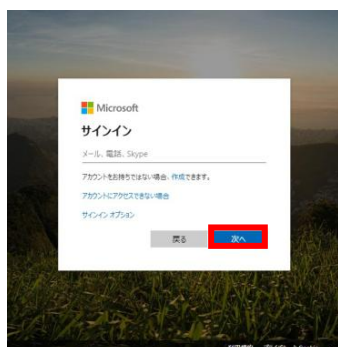 Microsoft
サインイン
メール、電話、Skype
アカウントをお持ちではない場合、作成できます。
アカウントにアクセスできない場合
サインイン オプション
戻る
次へ